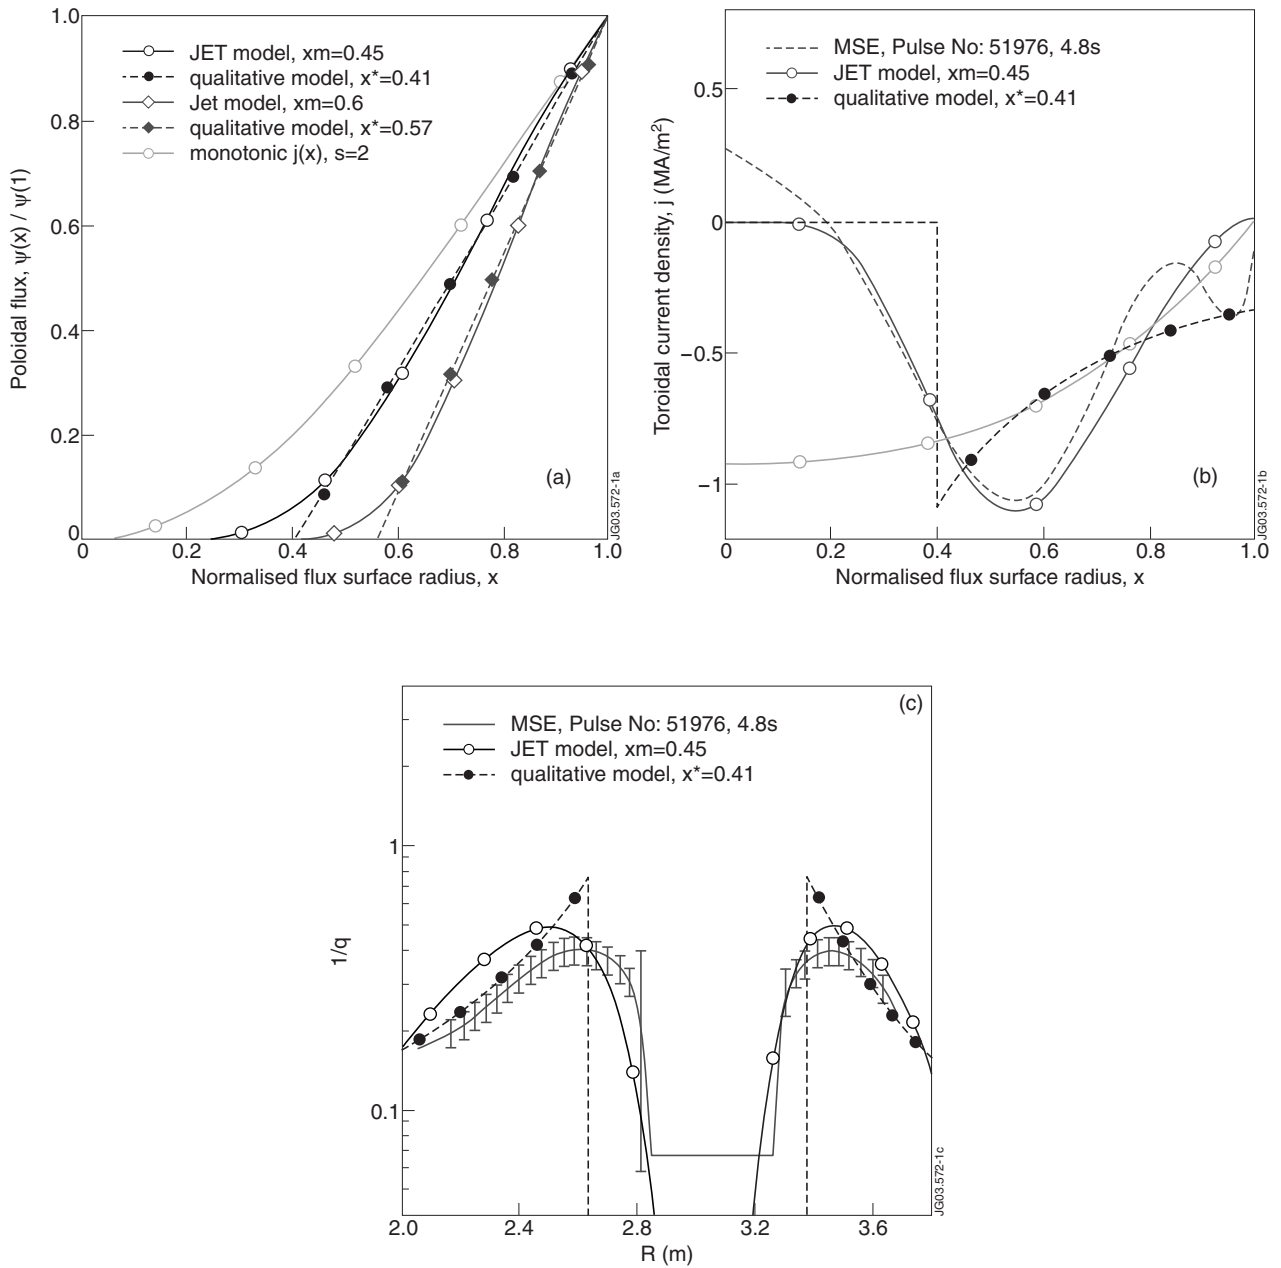 1.0
0.8
0.6
0.4
0.2
0
Poloidal flux, ψ(x) / ψ(1)
JET model, xm=0.45
qualitative model, x*=0.41
Jet model, xm=0.6
qualitative model, x*=0.57
monotonic j(x), s=2
(a)
JG03.572-1a
0 0.2 0.4 0.6 0.8 1.0
Normalised flux surface radius, x
0.5
0
−0.5
−1
Toroidal current density, j (MA/m²)
MSE, Pulse No: 51976, 4.8s
JET model, xm=0.45
qualitative model, x*=0.41
(b)
JG03.572-1b
0 0.2 0.4 0.6 0.8 1.0
Normalised flux surface radius, x
(c)
MSE, Pulse No: 51976, 4.8s
JET model, xm=0.45
qualitative model, x*=0.41
1
0.1
1/q
JG03.572-1c
2.0 2.4 2.8 3.2 3.6
R (m)